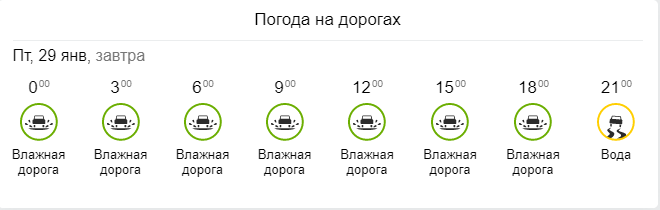 Погода на дорогах
Пт, 29 янв, завтра
0⁰⁰ 3⁰⁰ 6⁰⁰ 9⁰⁰ 12⁰⁰ 15⁰⁰ 18⁰⁰ 21⁰⁰
Влажная Влажная Влажная Влажная Влажная Влажная Влажная Вода
дорога дорога дорога дорога дорога дорога дорога